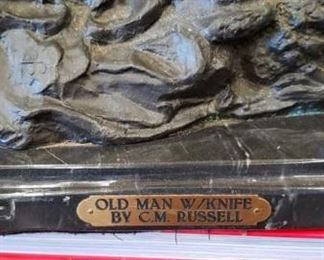 OLD MAN W/KNIFE
BY C.M. RUSSELL